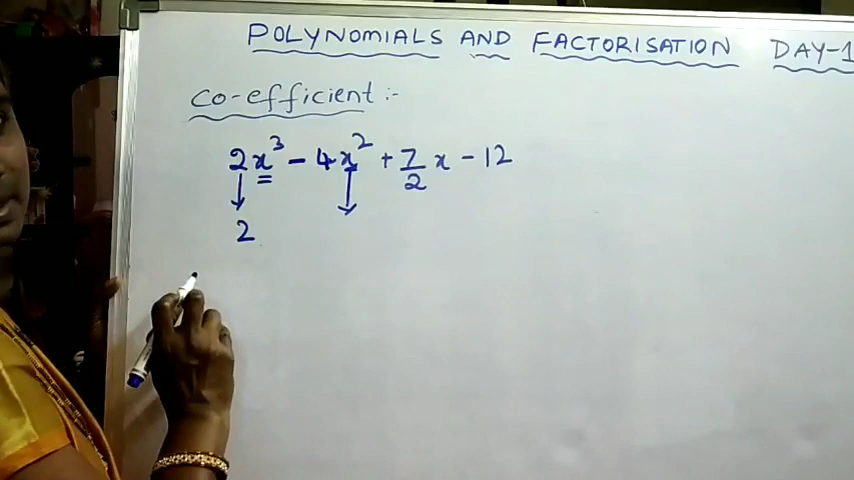 POLYNOMIALS AND FACTORISATION DAY-1
Co-efficient :-
2x³ - 4x² + 7/2 x - 12
2